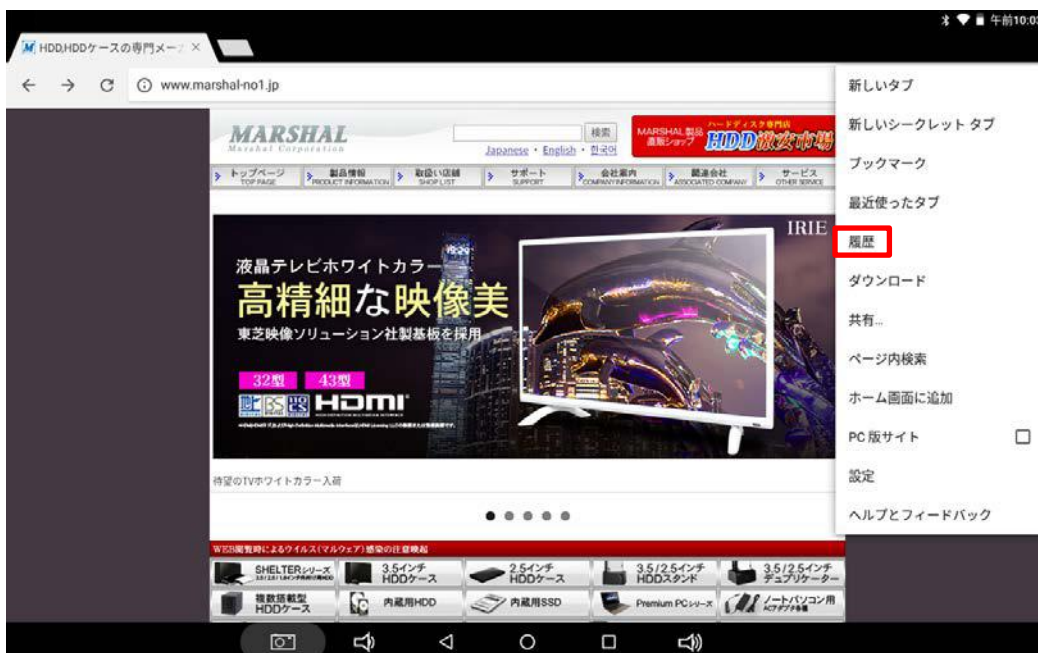 午前10:03
HDD,HDDケースの専門メーカ
www.marshal-no1.jp
MARSHAL
Marshal Corporation
検索
Japanese・English・한국어
ハードディスク専門店
MARSHAL製品
直販ショップ
HDD激安市場
トップページ
TOP PAGE
製品情報
PRODUCT INFORMATION
取扱い店舗
SHOP LIST
サポート
SUPPORT
会社案内
COMPANY INFORMATION
関連会社
ASSOCIATED COMPANY
サービス
OTHER SERVICE
IRIE
液晶テレビホワイトカラー
高精細な映像美
東芝映像ソリューション社製基板を採用
32型 43型
地 BS 110 CS
HDMI
HIGH-DEFINITION MULTIMEDIA INTERFACE
待望のTVホワイトカラー入荷
WEB閲覧時によるウイルス(マルウェア)感染の注意喚起
SHELTERシリーズ
3.5インチ
HDDケース
2.5インチ
HDDケース
3.5/2.5インチ
HDDスタンド
3.5/2.5インチ
デュプリケーター
複数搭載型
HDDケース
内蔵用HDD
内蔵用SSD
Premium PCシリーズ
ノートパソコン用
ACアダプタ各種
新しいタブ
新しいシークレット タブ
ブックマーク
最近使ったタブ
履歴
ダウンロード
共有...
ページ内検索
ホーム画面に追加
PC 版サイト
設定
ヘルプとフィードバック